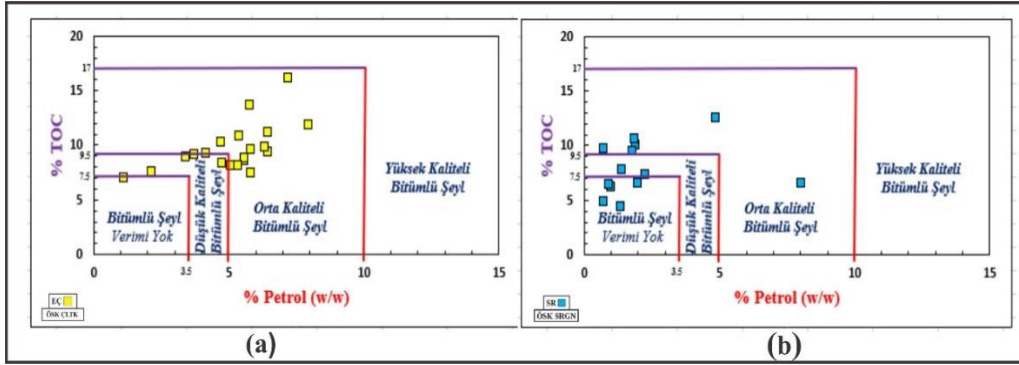 20
17
15
10
9.5
7.5
5
0
% TOC
Bitümlü Şeyl
Verimi Yok
Düşük Kaliteli
Bitümlü Şeyl
Orta Kaliteli
Bitümlü Şeyl
Yüksek Kaliteli
Bitümlü Şeyl
0
3.5
5
10
15
% Petrol (w/w)
EÇ
ÖSK ÇLTK
(a)
20
17
15
10
9.5
7.5
5
0
% TOC
Bitümlü Şeyl
Verimi Yok
Düşük Kaliteli
Bitümlü Şeyl
Orta Kaliteli
Bitümlü Şeyl
Yüksek Kaliteli
Bitümlü Şeyl
0
3.5
5
10
15
% Petrol (w/w)
SR
ÖSK SRGN
(b)